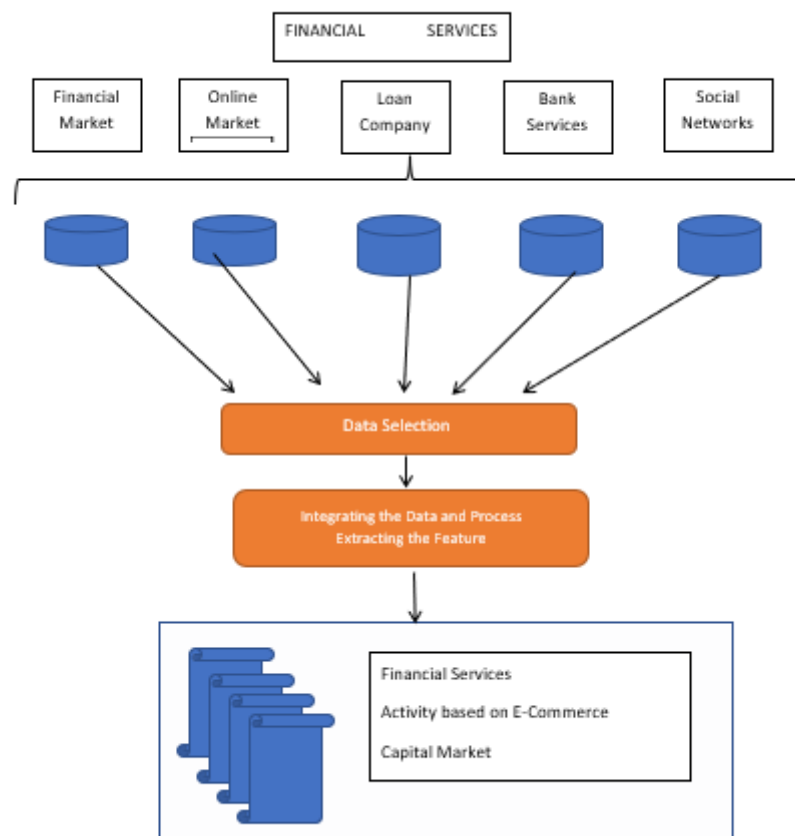 FINANCIAL SERVICES
Financial
Market
Online
Market
Loan
Company
Bank
Services
Social
Networks
Data Selection
Integrating the Data and Process
Extracting the Feature
Financial Services
Activity based on E-Commerce
Capital Market